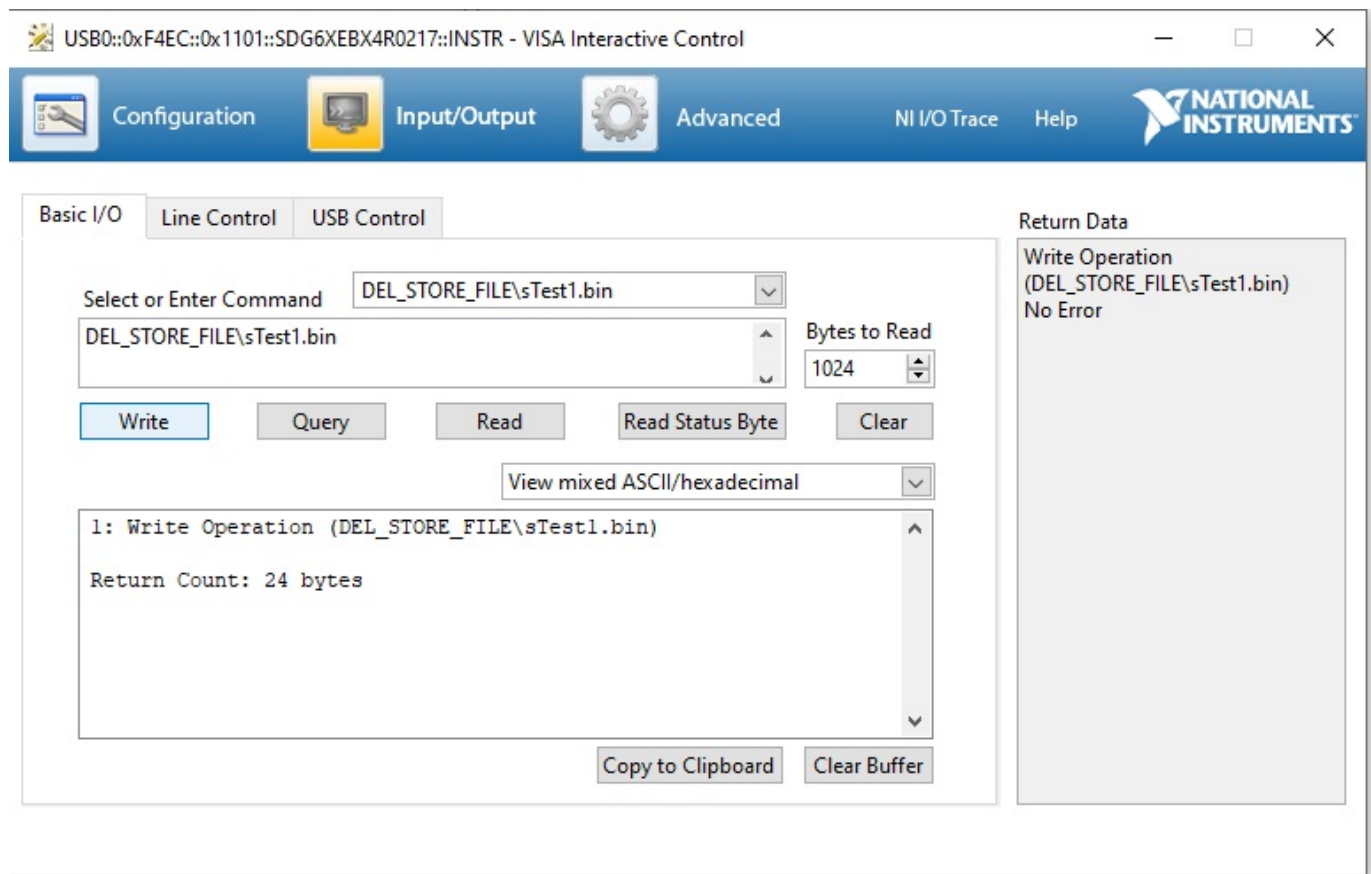 USB0::0xF4EC::0x1101::SDG6XEBX4R0217::INSTR - VISA Interactive Control
Configuration
Input/Output
Advanced
NI I/O Trace
Help
NATIONAL
INSTRUMENTS
Basic I/O
Line Control
USB Control
Return Data
Select or Enter Command
DEL_STORE_FILE\sTest1.bin
DEL_STORE_FILE\sTest1.bin
Bytes to Read
1024
Write
Query
Read
Read Status Byte
Clear
View mixed ASCII/hexadecimal
1: Write Operation (DEL_STORE_FILE\sTest1.bin)
Return Count: 24 bytes
Copy to Clipboard
Clear Buffer
Write Operation
(DEL_STORE_FILE\sTest1.bin)
No Error